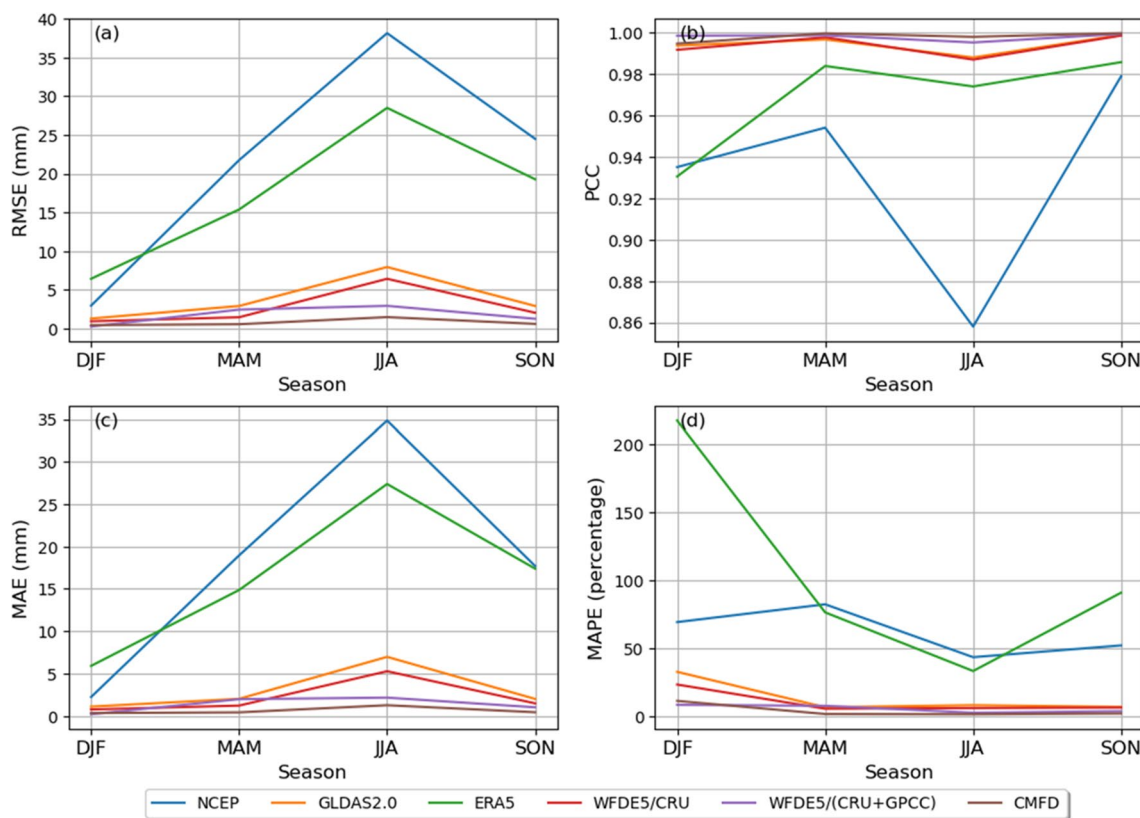 (a)
40
35
30
25
20
15
10
5
0
RMSE (mm)
DJF MAM JJA SON
Season
(b)
1.00
0.98
0.96
0.94
0.92
0.90
0.88
0.86
PCC
DJF MAM JJA SON
Season
(c)
35
30
25
20
15
10
5
0
MAE (mm)
DJF MAM JJA SON
Season
(d)
200
150
100
50
0
MAPE (percentage)
DJF MAM JJA SON
Season
NCEP GLDAS2.0 ERA5 WFDE5/CRU WFDE5/(CRU+GPCC) CMFD